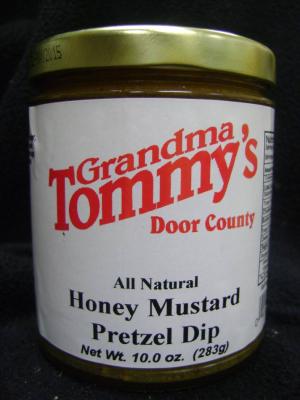 Grandma
Tommy's
Door County
All Natural
Honey Mustard
Pretzel Dip
Net Wt. 10.0 oz. (283g)